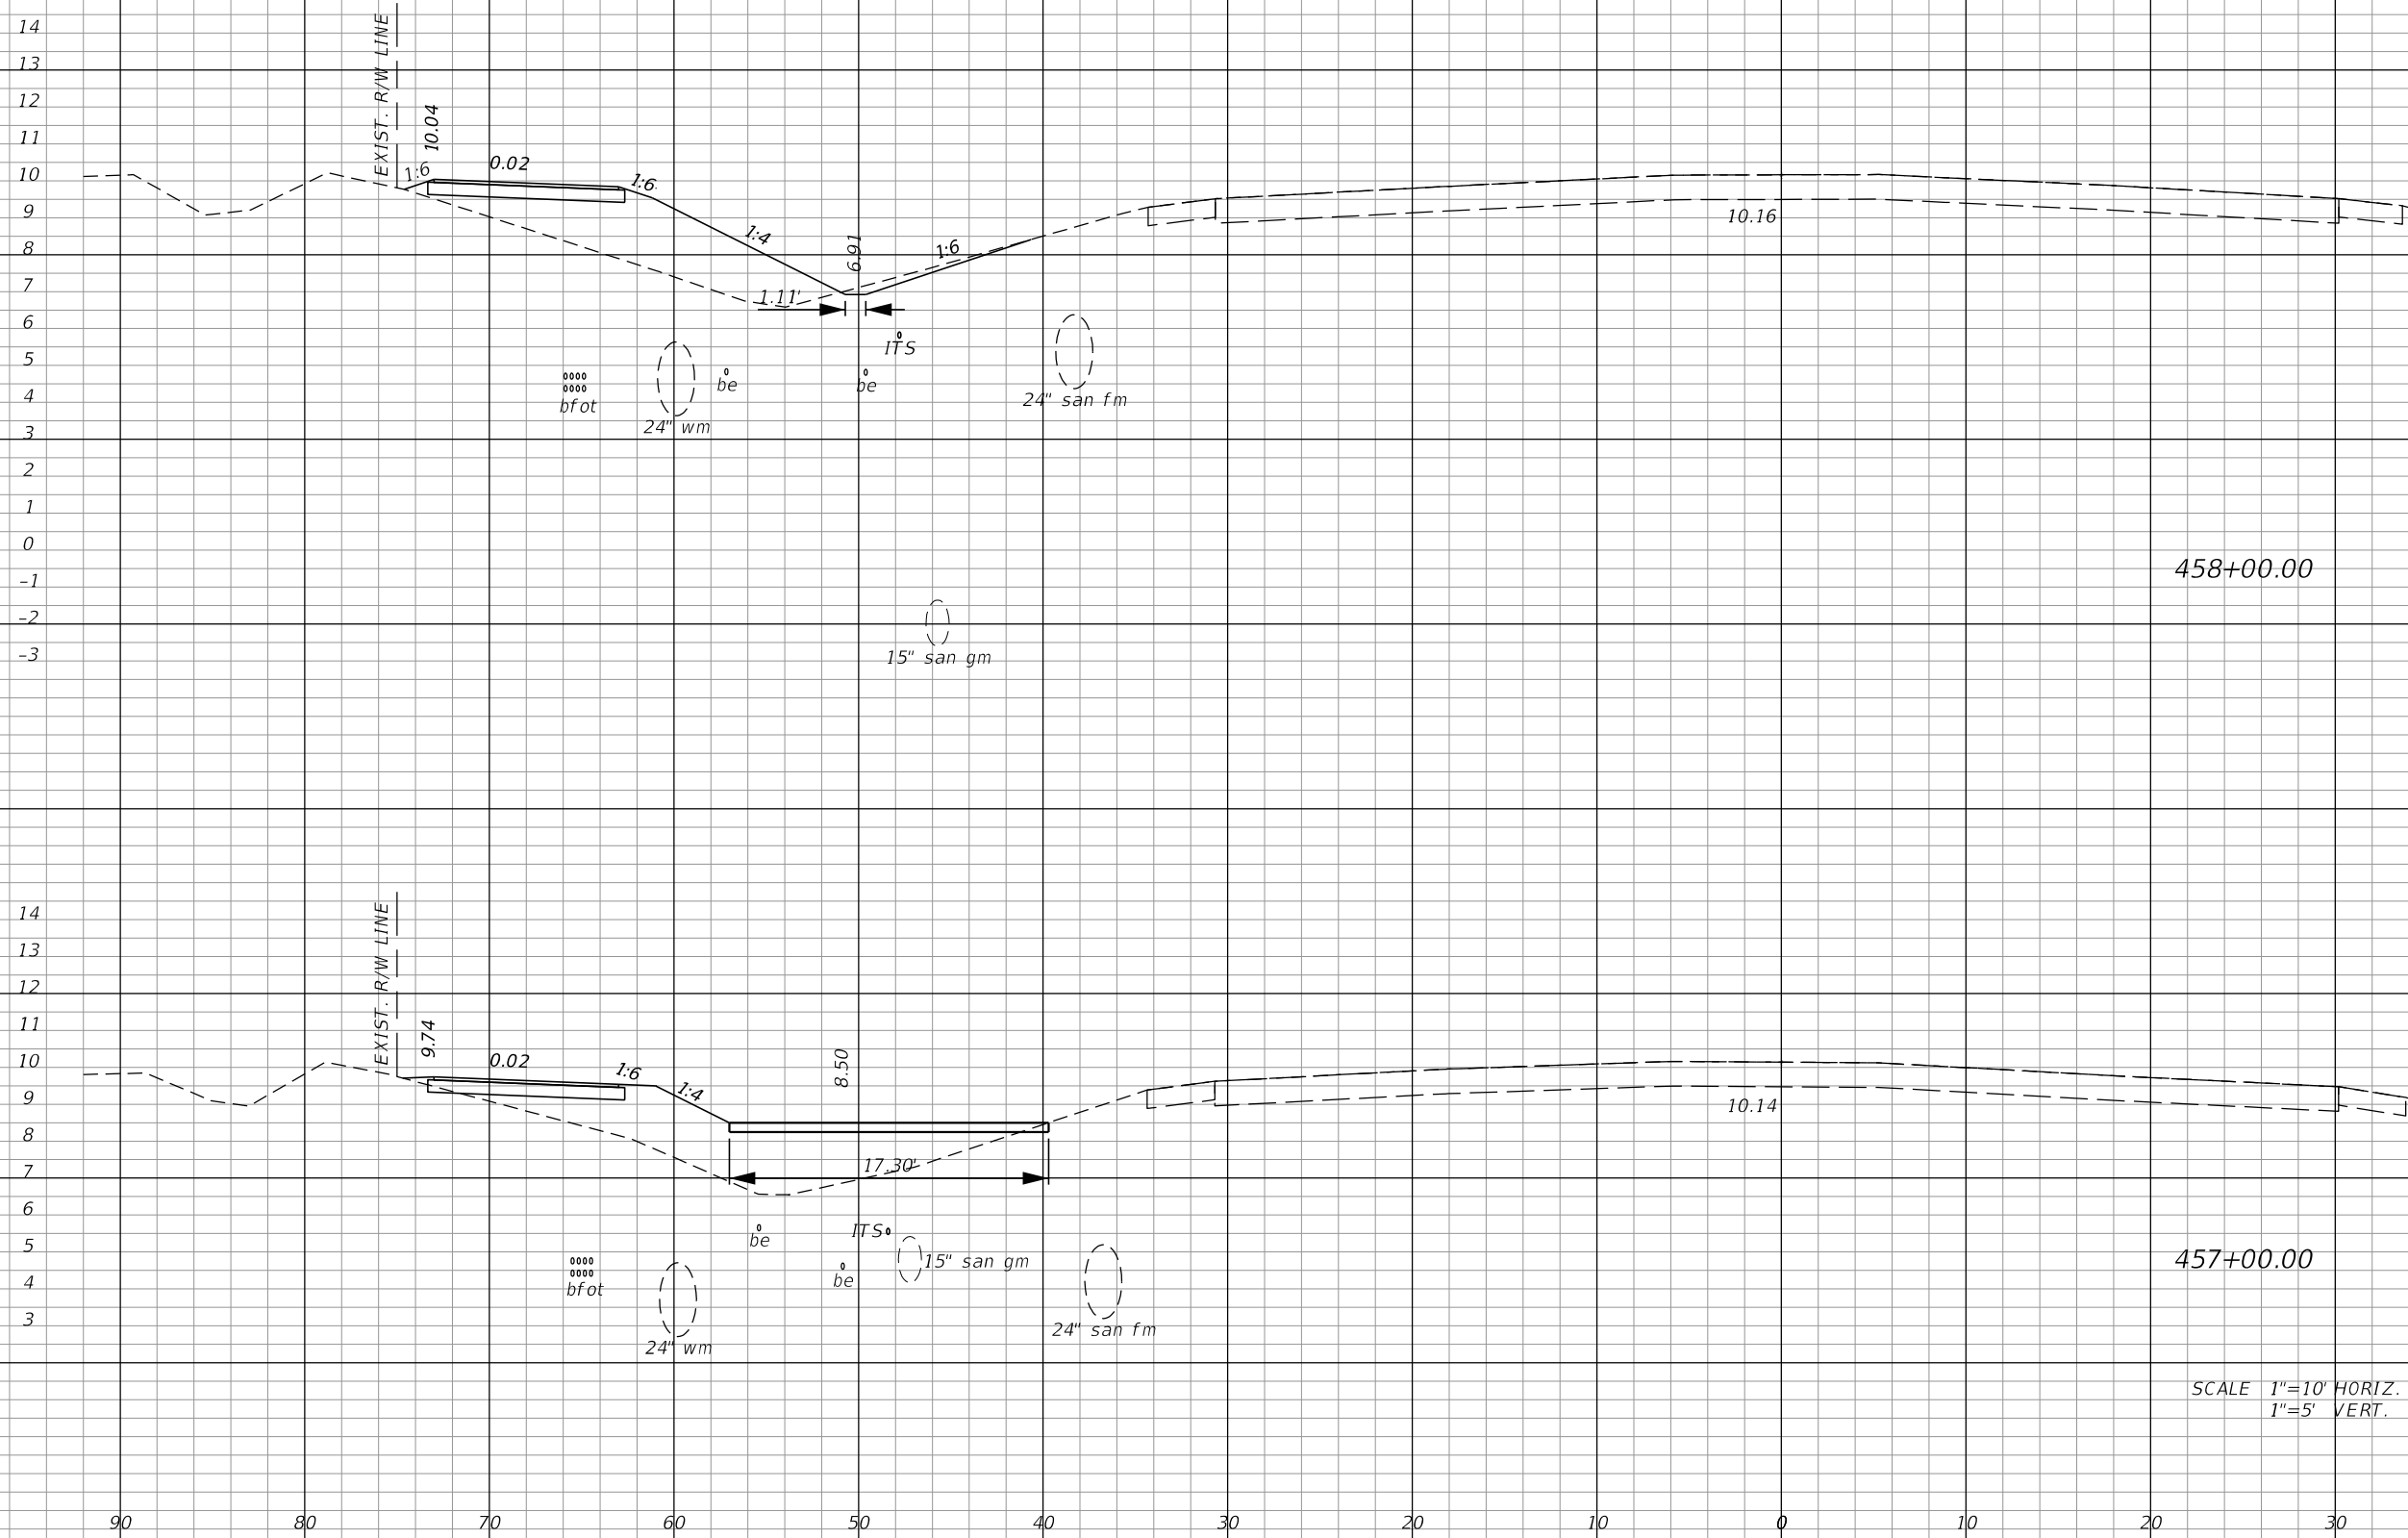 14
13
12
11
10
9
8
7
6
5
4
3
2
1
0
-1
-2
-3
EXIST. R/W LINE
10.04
1:6
0.02
1:6
1:4
6.91
1:6
1.11'
10.16
ITS
be
be
bfot
24" wm
24" san fm
15" san gm
458+00.00
14
13
12
11
10
9
8
7
6
5
4
3
EXIST. R/W LINE
9.74
0.02
1:6
1:4
8.50
10.14
17.30'
be
ITS
15" san gm
be
bfot
24" wm
24" san fm
457+00.00
SCALE 1"=10' HORIZ.
1"=5' VERT.
90 80 70 60 50 40 30 20 10 0 10 20 30